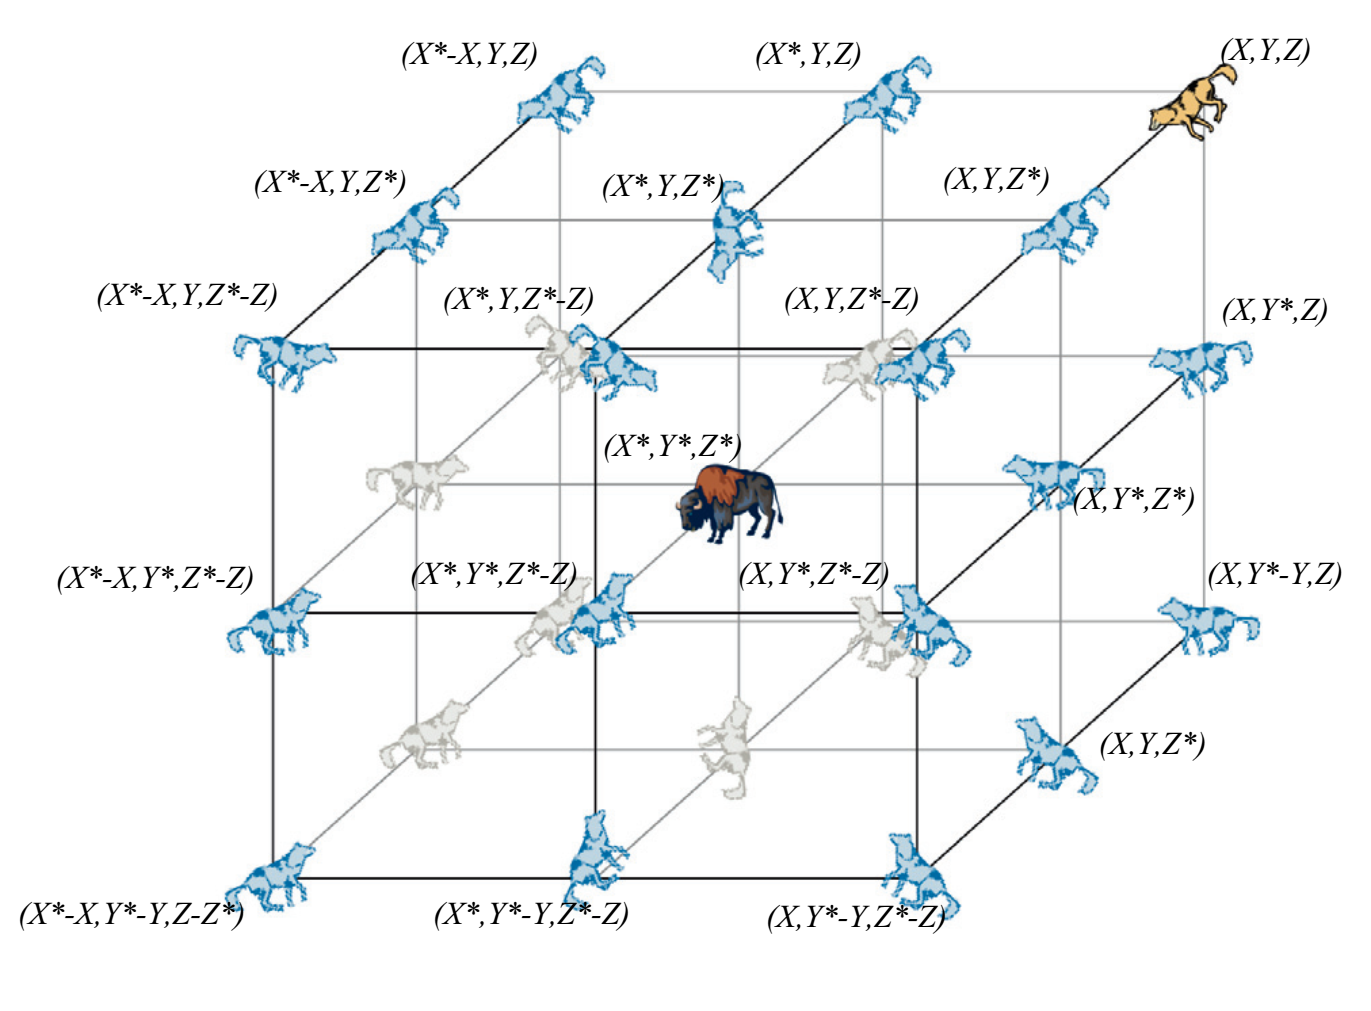 (X*-X,Y,Z)
(X*,Y,Z)
(X,Y,Z)
(X*-X,Y,Z*)
(X*,Y,Z*)
(X,Y,Z*)
(X*-X,Y,Z*-Z)
(X*,Y,Z*-Z)
(X,Y,Z*-Z)
(X,Y*,Z)
(X*,Y*,Z*)
(X,Y*,Z*)
(X*-X,Y*,Z*-Z)
(X*,Y*,Z*-Z)
(X,Y*,Z*-Z)
(X,Y*-Y,Z)
(X,Y,Z*)
(X*-X,Y*-Y,Z-Z*)
(X*,Y*-Y,Z*-Z)
(X,Y*-Y,Z*-Z)